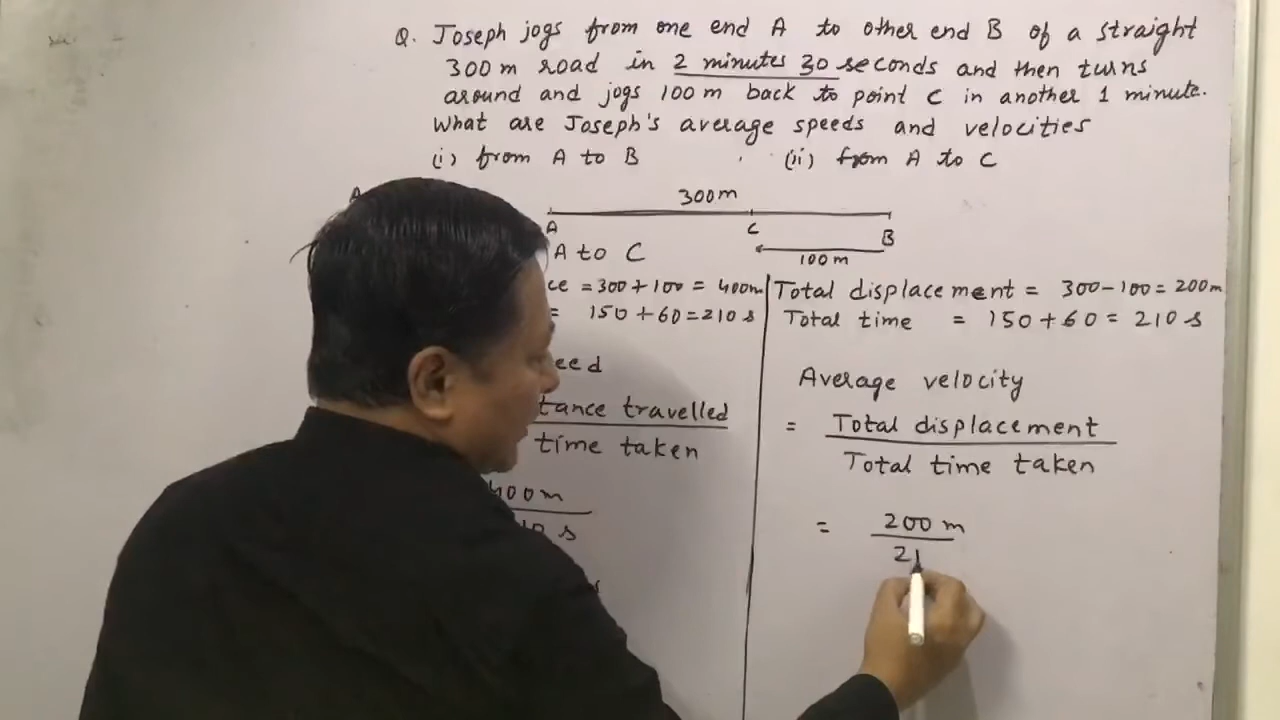 Q. Joseph jogs from one end A to other end B of a straight
300 m road in 2 minutes 30 seconds and then turns
around and jogs 100 m back to point C in another 1 minute.
What are Joseph's average speeds and velocities
(i) from A to B (ii) from A to C
A
300m
A C B
100 m
A to C
ce = 300 + 100 = 400m
= 150 + 60 = 210 s
eed
tance travelled
time taken
400m
s
Total displacement = 300 - 100 = 200m
Total time = 150 + 60 = 210 s
Average velocity
= Total displacement
Total time taken
= 200 m
21